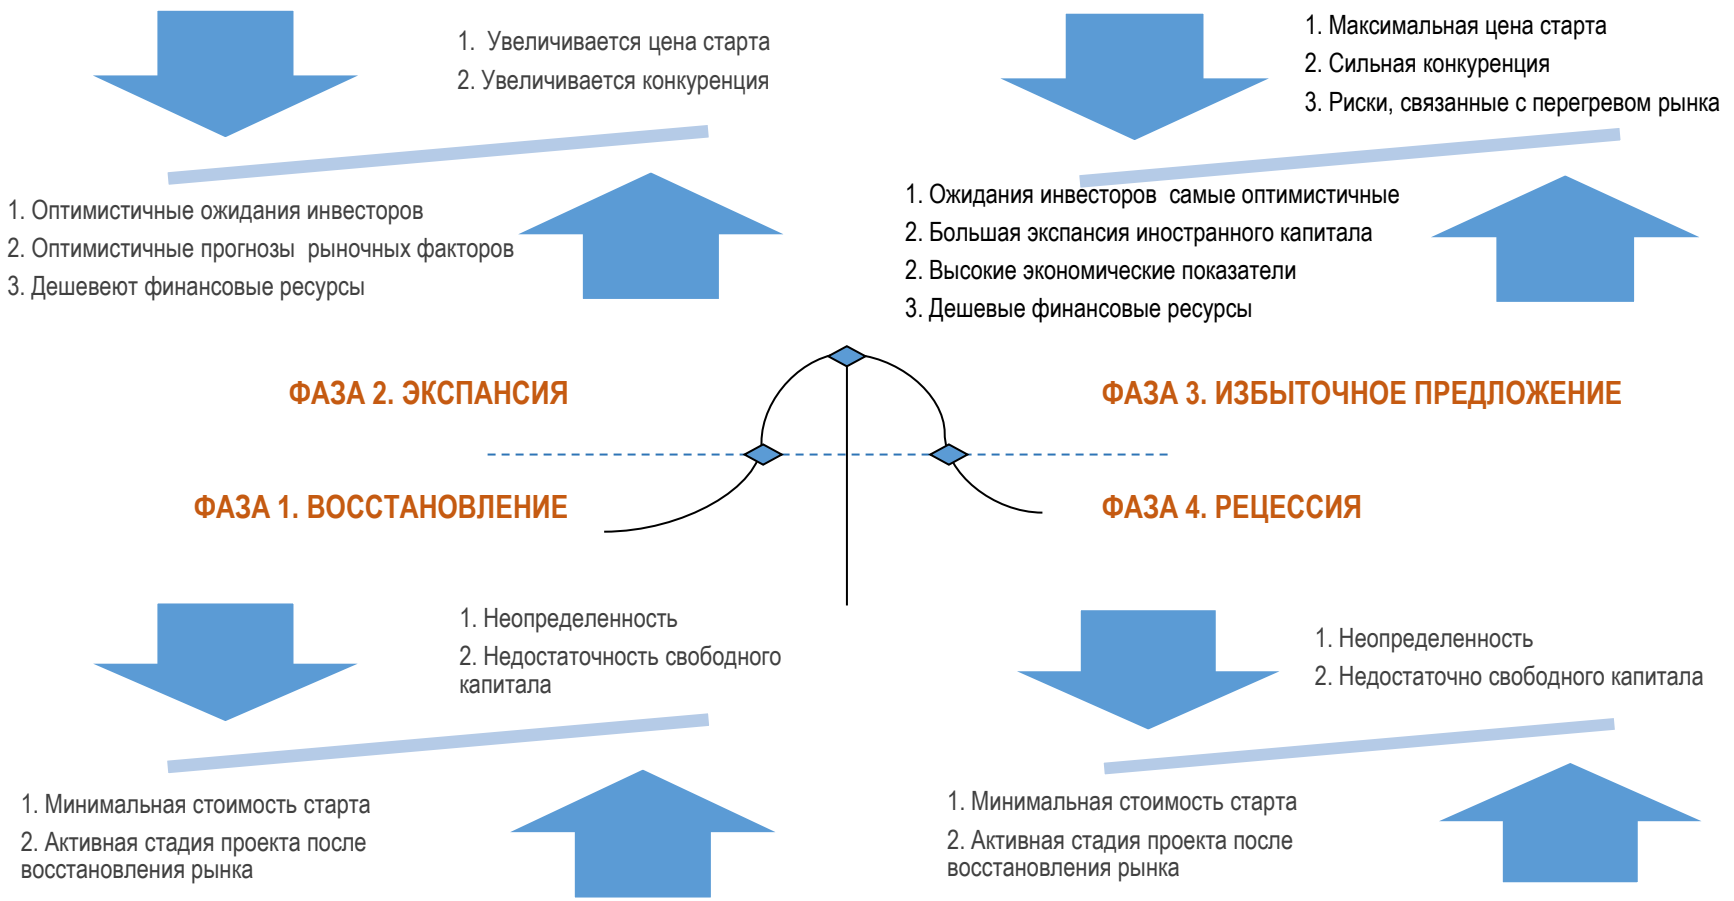 1. Увеличивается цена старта
2. Увеличивается конкуренция
1. Оптимистичные ожидания инвесторов
2. Оптимистичные прогнозы рыночных факторов
3. Дешевеют финансовые ресурсы
1. Максимальная цена старта
2. Сильная конкуренция
3. Риски, связанные с перегревом рынка
1. Ожидания инвесторов самые оптимистичные
2. Большая экспансия иностранного капитала
2. Высокие экономические показатели
3. Дешевые финансовые ресурсы
ФАЗА 2. ЭКСПАНСИЯ
ФАЗА 3. ИЗБЫТОЧНОЕ ПРЕДЛОЖЕНИЕ
ФАЗА 1. ВОССТАНОВЛЕНИЕ
ФАЗА 4. РЕЦЕССИЯ
1. Неопределенность
2. Недостаточность свободного
капитала
1. Минимальная стоимость старта
2. Активная стадия проекта после
восстановления рынка
1. Неопределенность
2. Недостаточно свободного капитала
1. Минимальная стоимость старта
2. Активная стадия проекта после
восстановления рынка